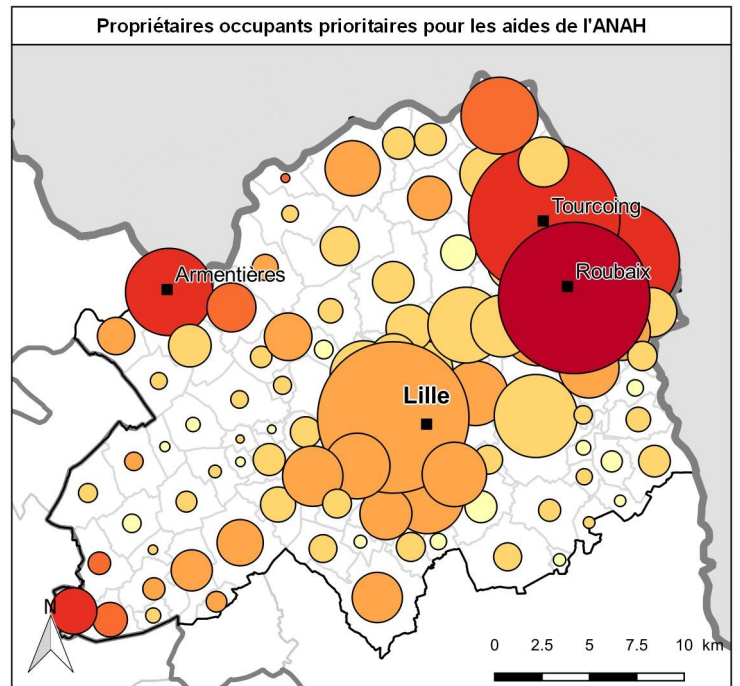 Propriétaires occupants prioritaires pour les aides de l'ANAH
Tourcoing
Roubaix
Armentières
Lille
N
0 2.5 5 7.5 10 km